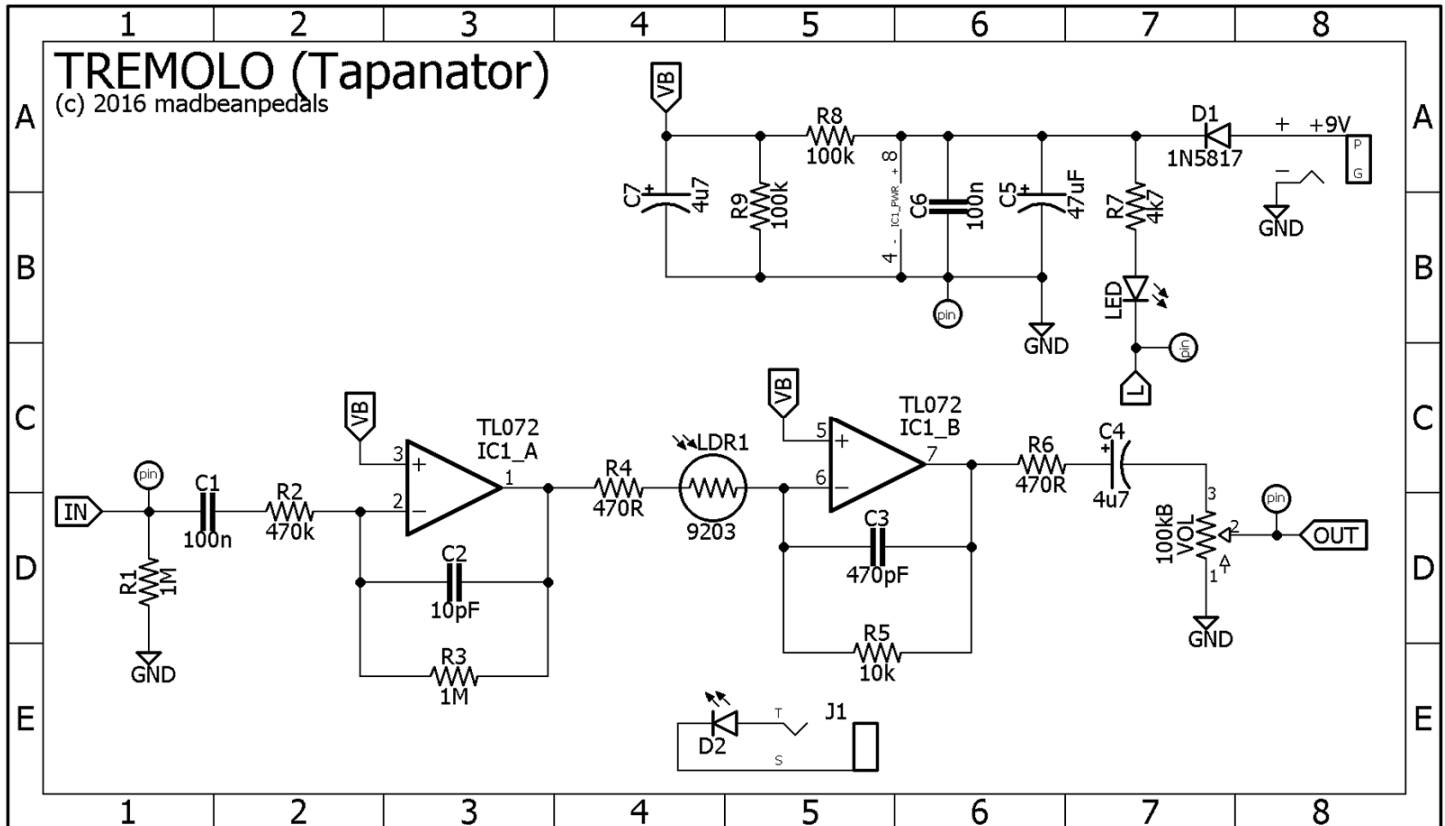 1 2 3 4 5 6 7 8
TREMOLO (Tapanator)
(c) 2016 madbeanpedals
A
A
VB
R8
100k
D1
1N5817
+ +9V
P
G
-
GND
C7
+
4u7
R9
100k
8
+
IC1_PWR
-
4
C6
100n
C5
+
47uF
R7
4k7
B
B
LED
pin
GND
pin
L
C
C
VB
TL072
IC1_A
3
+
2
-
1
VB
TL072
IC1_B
5
+
6
-
7
R4
470R
LDR1
9203
R6
470R
C4
+
4u7
pin
IN
C1
100n
R2
470k
R1
1M
GND
C2
10pF
R3
1M
C3
470pF
R5
10k
3
100kB
VOL
2
1
GND
pin
OUT
D
D
E
E
D2
T
S
J1
1 2 3 4 5 6 7 8